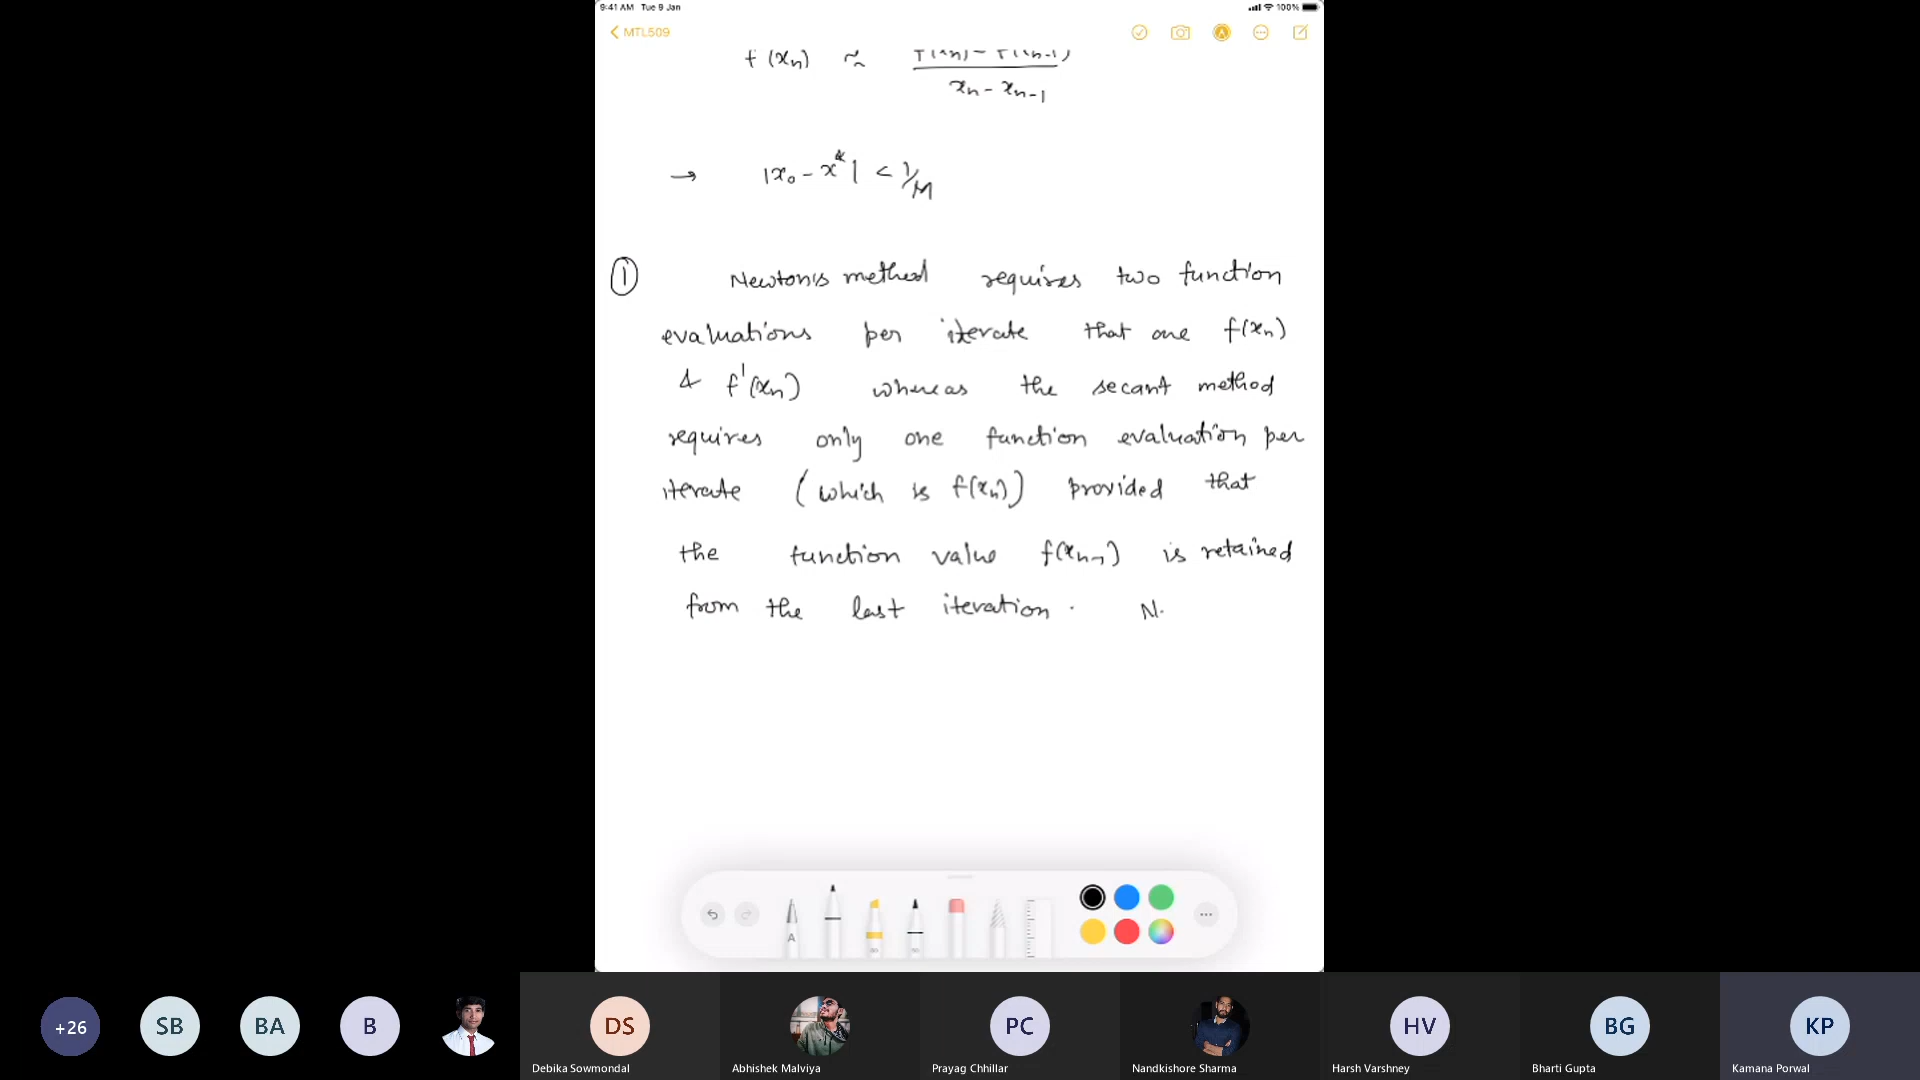 9:41 AM Tue 9 Jan
100%
MTL509
f'(xn) ≈ f(xn) - f(xn-1)
xn - xn-1
→ |x0 - x*| < 1/M
① Newton's method requires two function
evaluations per iterate that are f(xn)
& f'(xn) whereas the secant method
requires only one function evaluation per
iterate (which is f(xn)) provided that
the function value f(xn-1) is retained
from the last iteration. N.
A
50
50
+26
SB
BA
B
DS
PC
HV
BG
KP
Debika Sowmondal
Abhishek Malviya
Prayag Chhillar
Nandkishore Sharma
Harsh Varshney
Bharti Gupta
Kamana Porwal